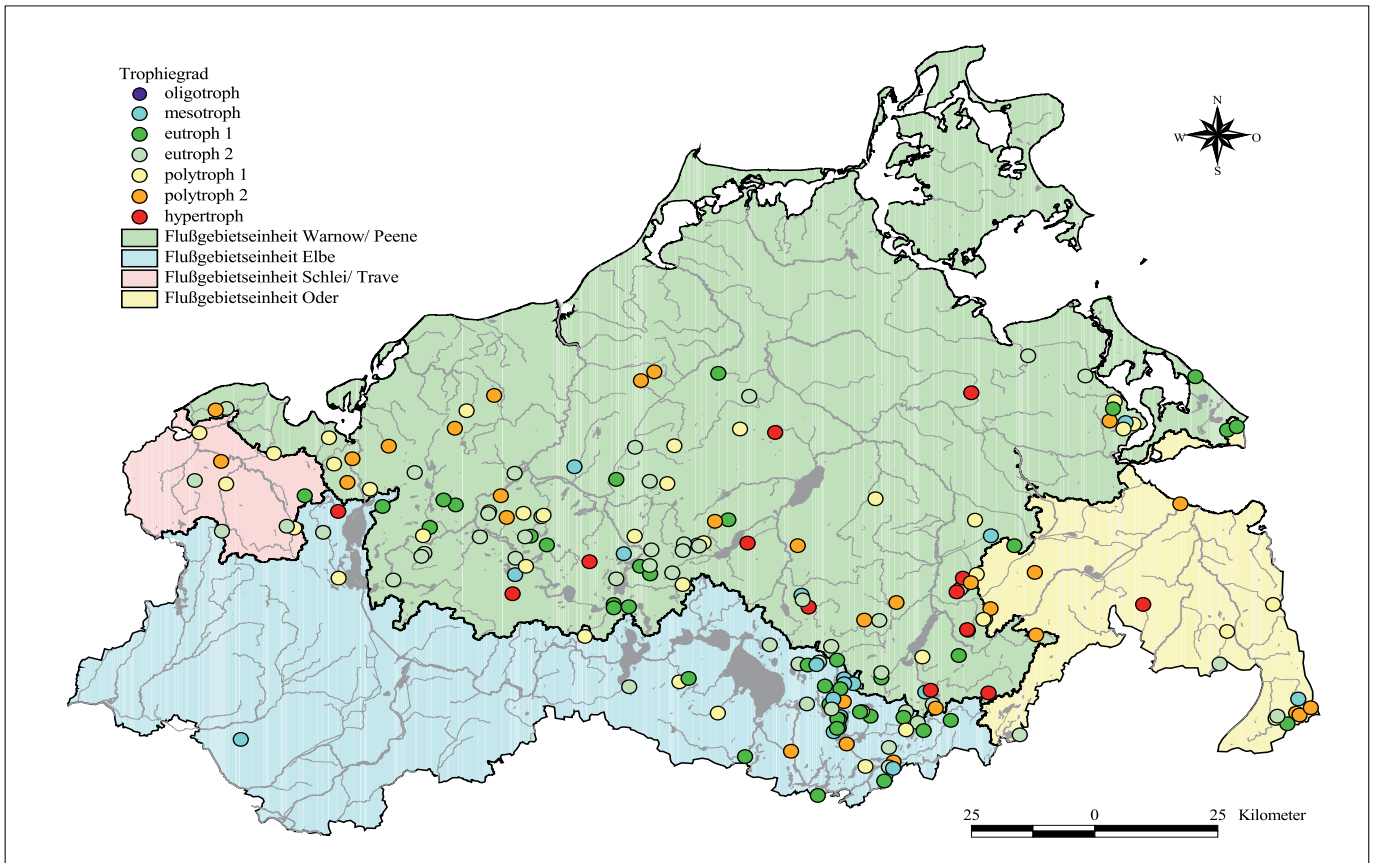 Trophiegrad
oligotroph
mesotroph
eutroph 1
eutroph 2
polytroph 1
polytroph 2
hypertroph
Flußgebietseinheit Warnow/ Peene
Flußgebietseinheit Elbe
Flußgebietseinheit Schlei/ Trave
Flußgebietseinheit Oder
N
W
O
S
25 0 25 Kilometer